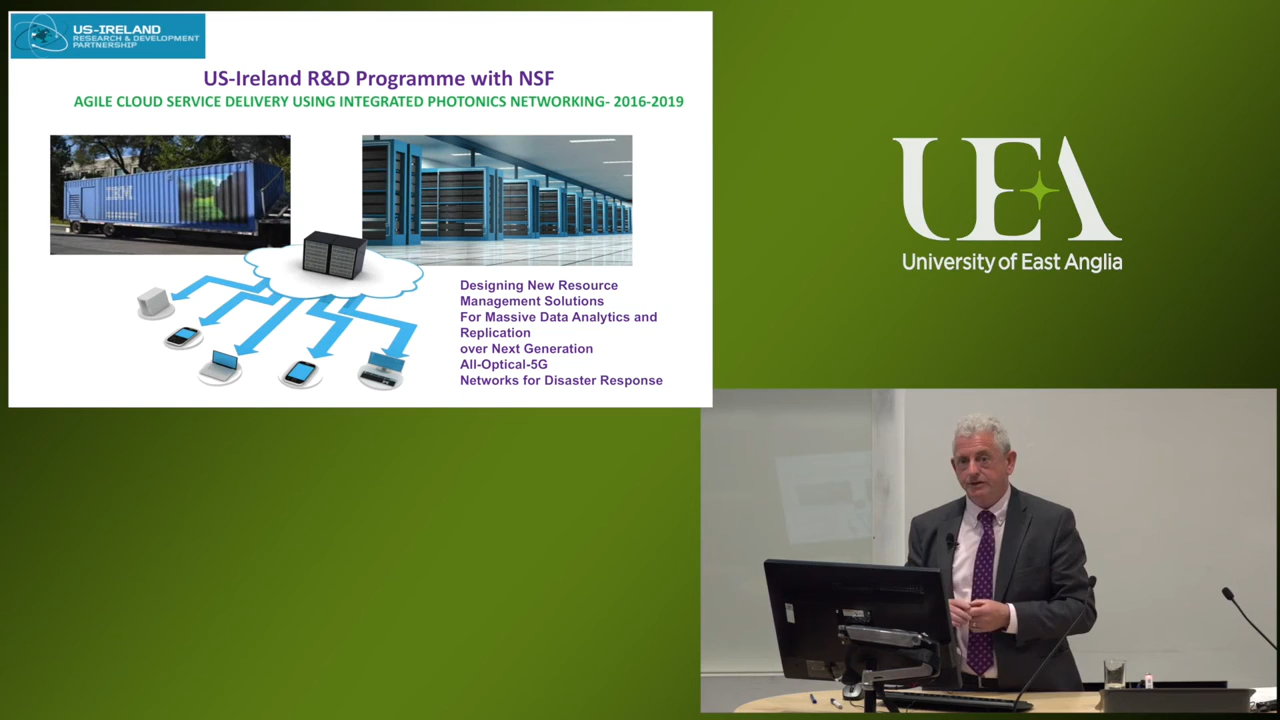 US-IRELAND
RESEARCH & DEVELOPMENT
PARTNERSHIP
US-Ireland R&D Programme with NSF
AGILE CLOUD SERVICE DELIVERY USING INTEGRATED PHOTONICS NETWORKING- 2016-2019
IBM
Designing New Resource
Management Solutions
For Massive Data Analytics and
Replication
over Next Generation
All-Optical-5G
Networks for Disaster Response
UEA
University of East Anglia